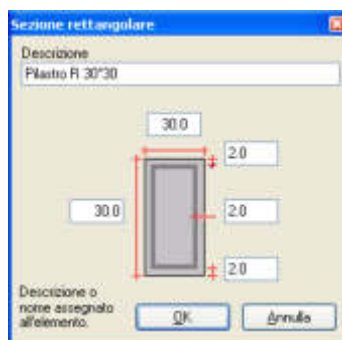 Sezione rettangolare
Descrizione
Pilastro R 30*30
30.0
2.0
30.0
2.0
2.0
Descrizione o
nome assegnato
all'elemento.
OK
Annulla